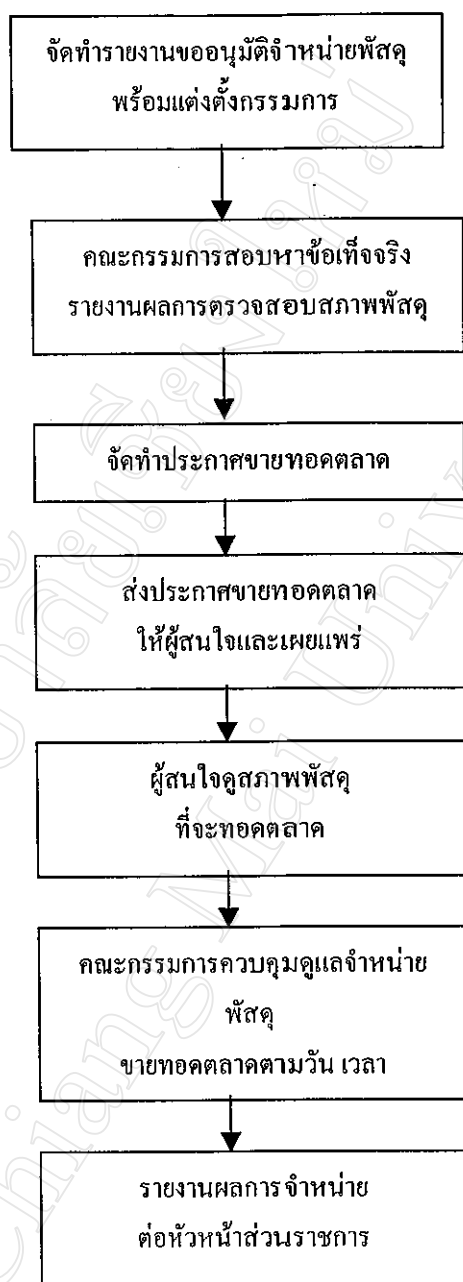 จัดทำรายงานขออนุมัติจำหน่ายพัสดุ
พร้อมแต่งตั้งกรรมการ
คณะกรรมการสอบหาข้อเท็จจริง
รายงานผลการตรวจสอบสภาพพัสดุ
จัดทำประกาศขายทอดตลาด
ส่งประกาศขายทอดตลาด
ให้ผู้สนใจและเผยแพร่
ผู้สนใจดูสภาพพัสดุ
ที่จะทอดตลาด
คณะกรรมการควบคุมดูแลจำหน่าย
พัสดุ
ขายทอดตลาดตามวัน เวลา
รายงานผลการจำหน่าย
ต่อหัวหน้าส่วนราชการ
Chiang Mai Univ